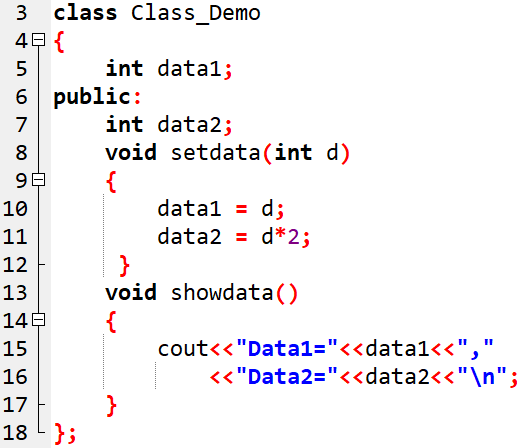 3 class Class_Demo
4 {
5 int data1;
6 public:
7 int data2;
8 void setdata(int d)
9 {
10 data1 = d;
11 data2 = d*2;
12 }
13 void showdata()
14 {
15 cout<<"Data1="<<data1<<","
16 <<"Data2="<<data2<<"\n";
17 }
18 };